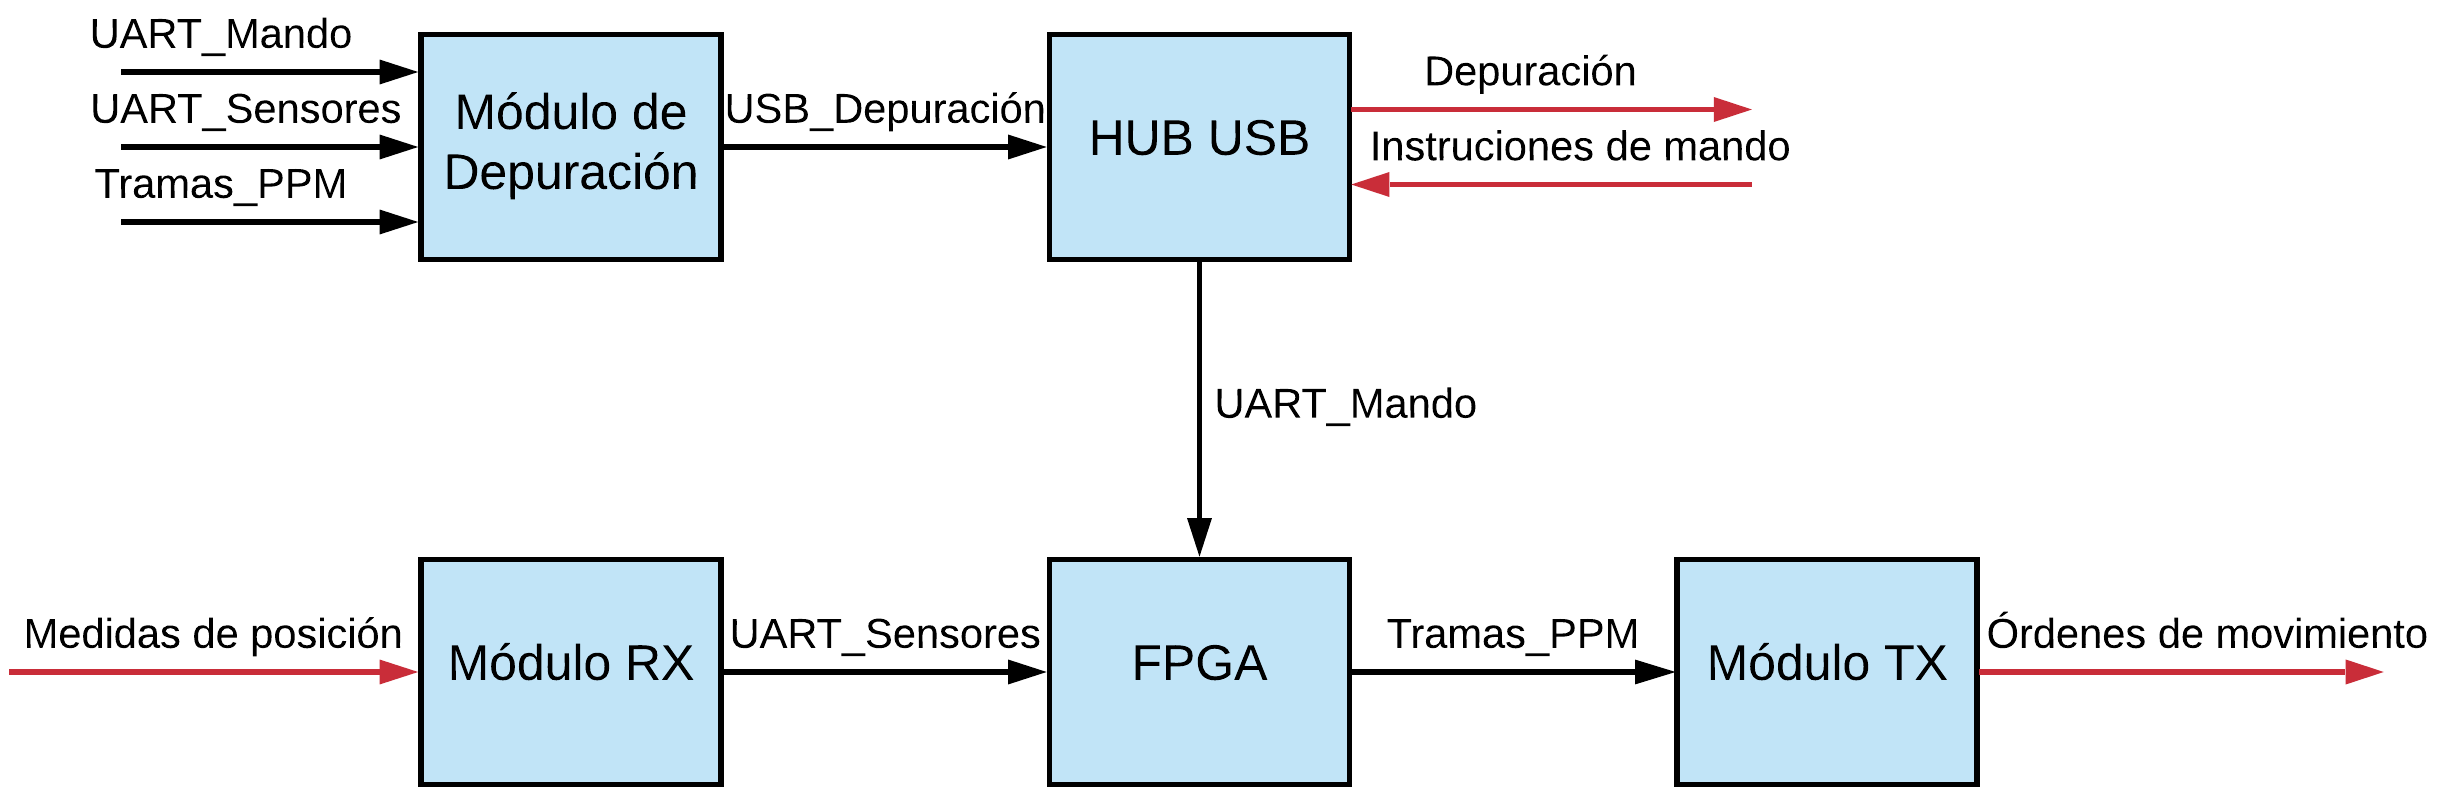 UART_Mando
UART_Sensores
Tramas_PPM
Módulo de
Depuración
USB_Depuración
HUB USB
Depuración
Instruciones de mando
UART_Mando
Medidas de posición
Módulo RX
UART_Sensores
FPGA
Tramas_PPM
Módulo TX
Órdenes de movimiento